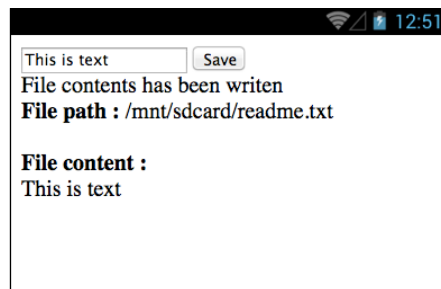 12:51
This is text Save
File contents has been writen
File path : /mnt/sdcard/readme.txt
File content :
This is text